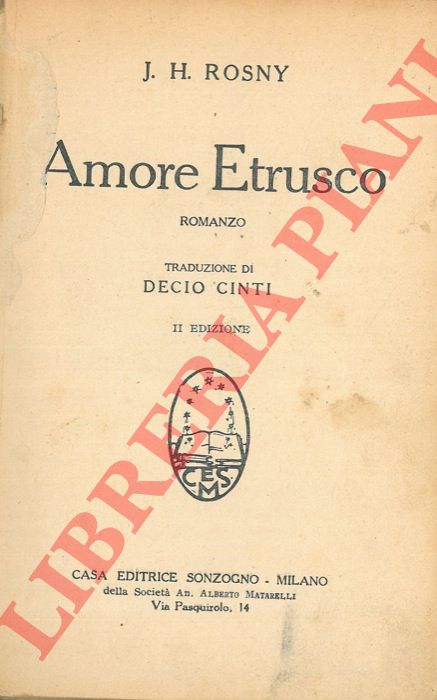 J. H. ROSNY
Amore Etrusco
ROMANZO
TRADUZIONE DI
DECIO CINTI
II EDIZIONE
CESM
CASA EDITRICE SONZOGNO - MILANO
della Società AN. ALBERTO MATARELLI
Via Pasquirolo, 14
LIBRERIA PIANI